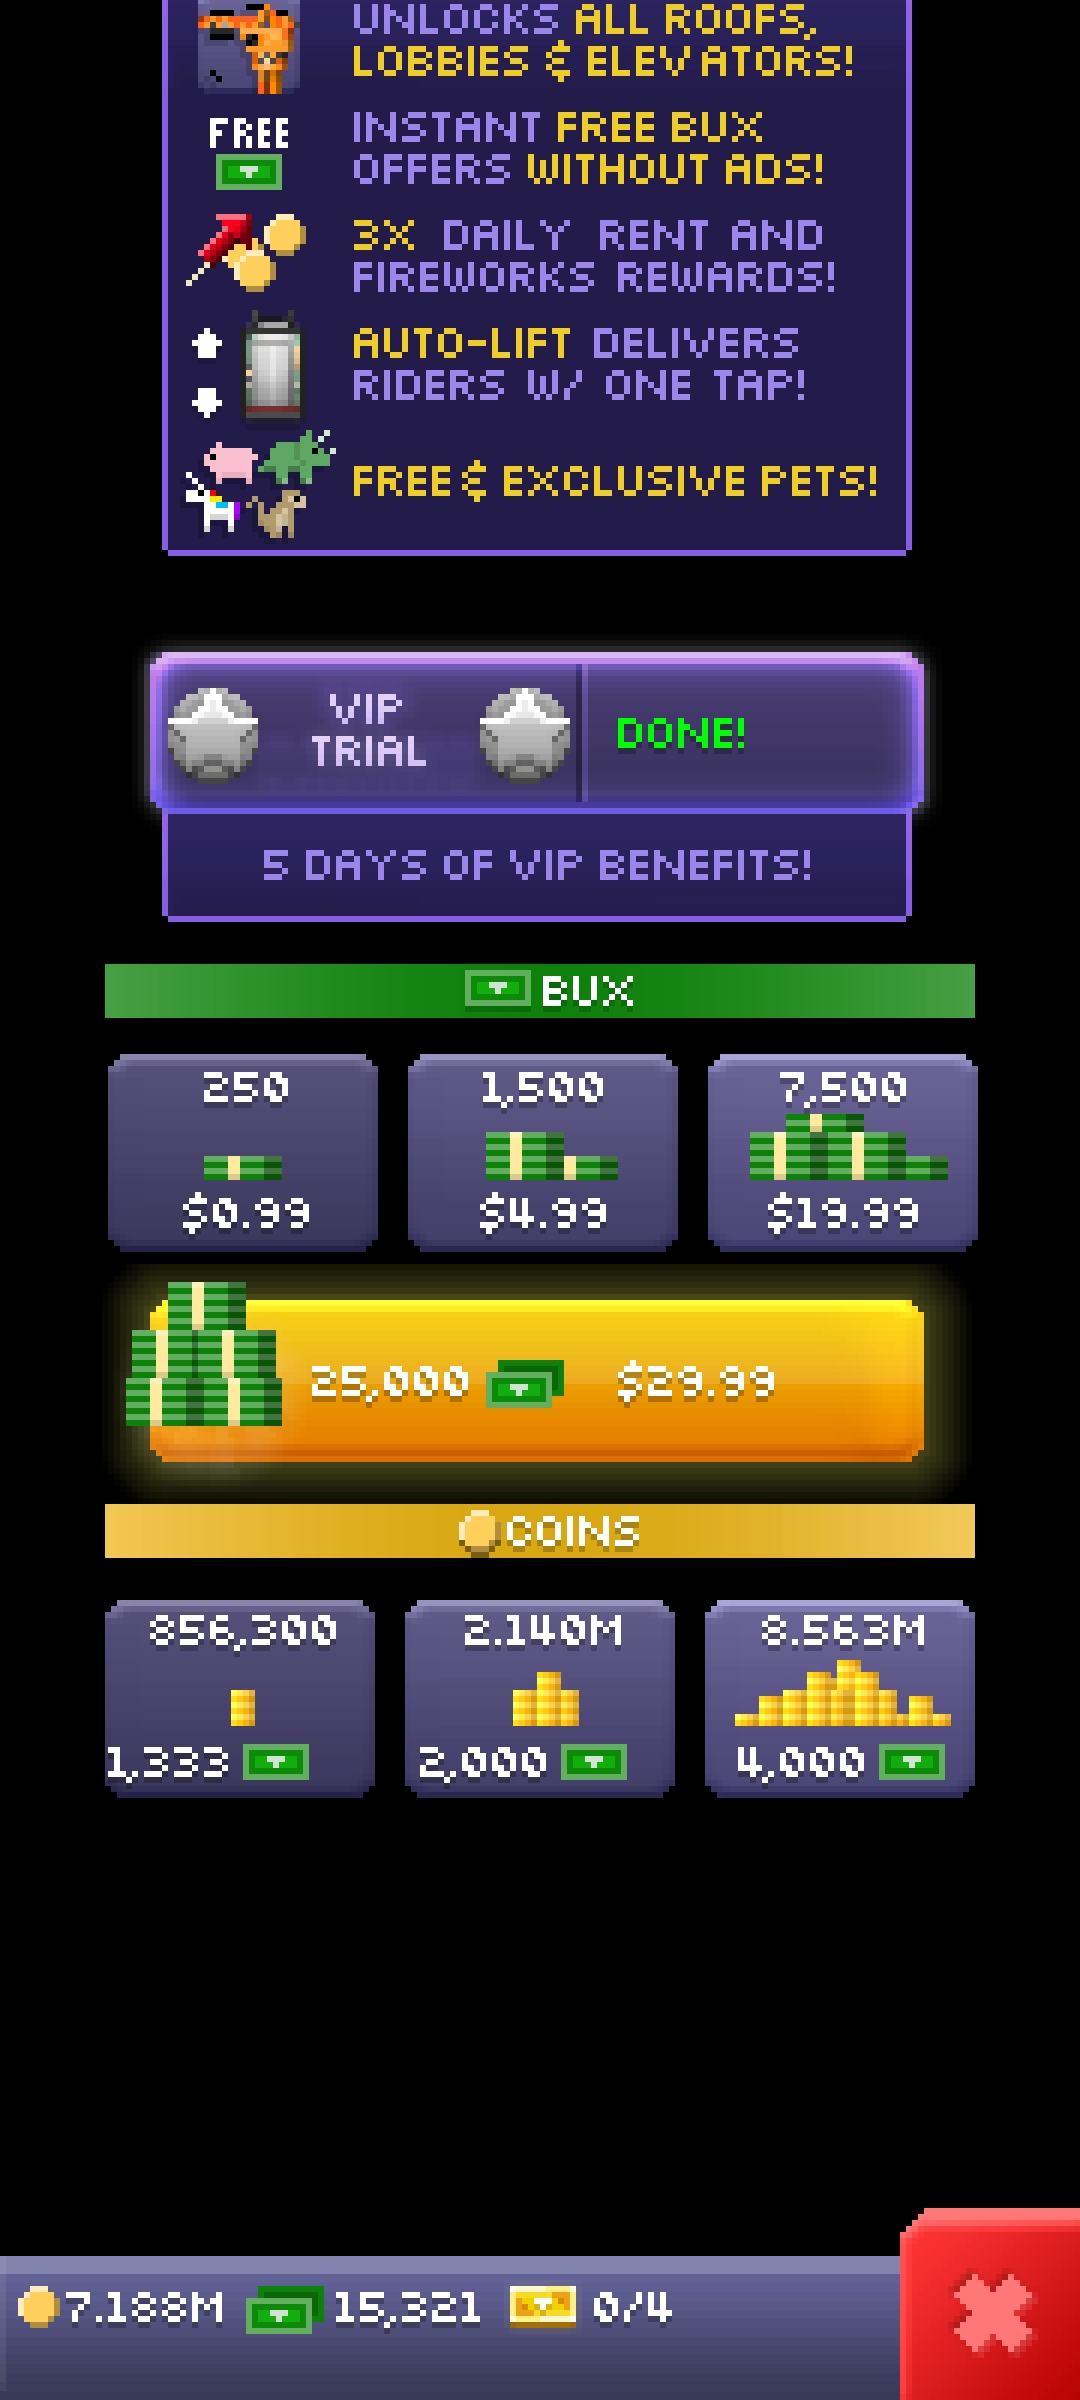 UNLOCKS ALL ROOFS,
LOBBIES & ELEVATORS!
FREE
INSTANT FREE BUX
OFFERS WITHOUT ADS!
3X DAILY RENT AND
FIREWORKS REWARDS!
AUTO-LIFT DELIVERS
RIDERS W/ ONE TAP!
FREE & EXCLUSIVE PETS!
VIP
TRIAL
DONE!
5 DAYS OF VIP BENEFITS!
BUX
250
$0.99
1,500
$4.99
7,500
$19.99
25,000 $29.99
COINS
856,300
1,333
2.140M
2,000
8.563M
4,000
7.188M 15,321 0/4